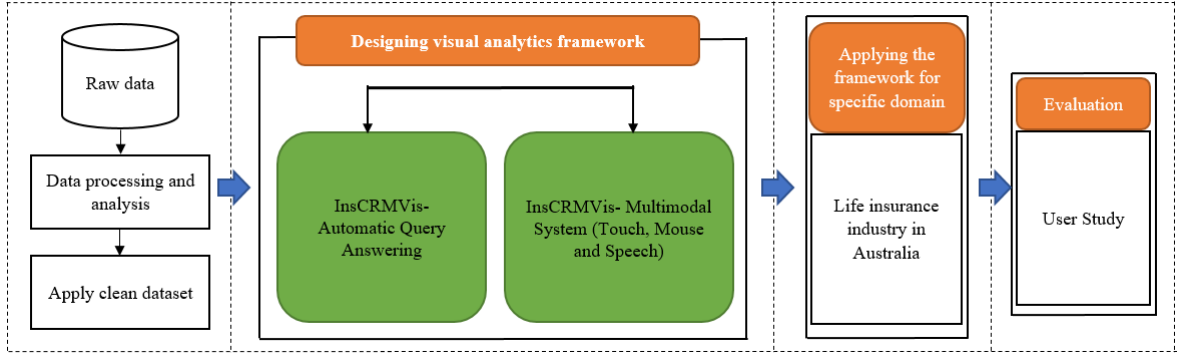 Raw data
Data processing and
analysis
Apply clean dataset
Designing visual analytics framework
InsCRMVis-
Automatic Query
Answering
InsCRMVis- Multimodal
System (Touch, Mouse
and Speech)
Applying the
framework for
specific domain
Life insurance
industry in
Australia
Evaluation
User Study